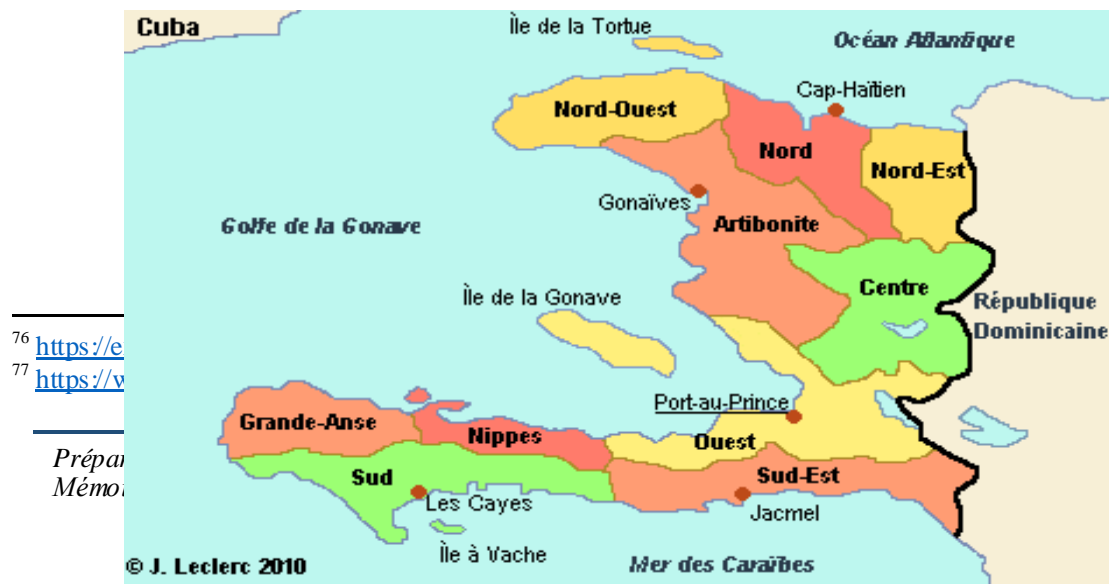 Cuba
Île de la Tortue
Océan Atlantique
Cap-Haïtien
Nord-Ouest
Nord
Nord-Est
Gonaïves
Artibonite
Golfe de la Gonave
Centre
Île de la Gonave
République
Dominicaine
76 https://e
77 https://w
Port-au-Prince
Grande-Anse
Nippes
Ouest
Sud
Sud-Est
Les Cayes
Jacmel
Île à Vache
© J. Leclerc 2010
Mer des Caraïbes